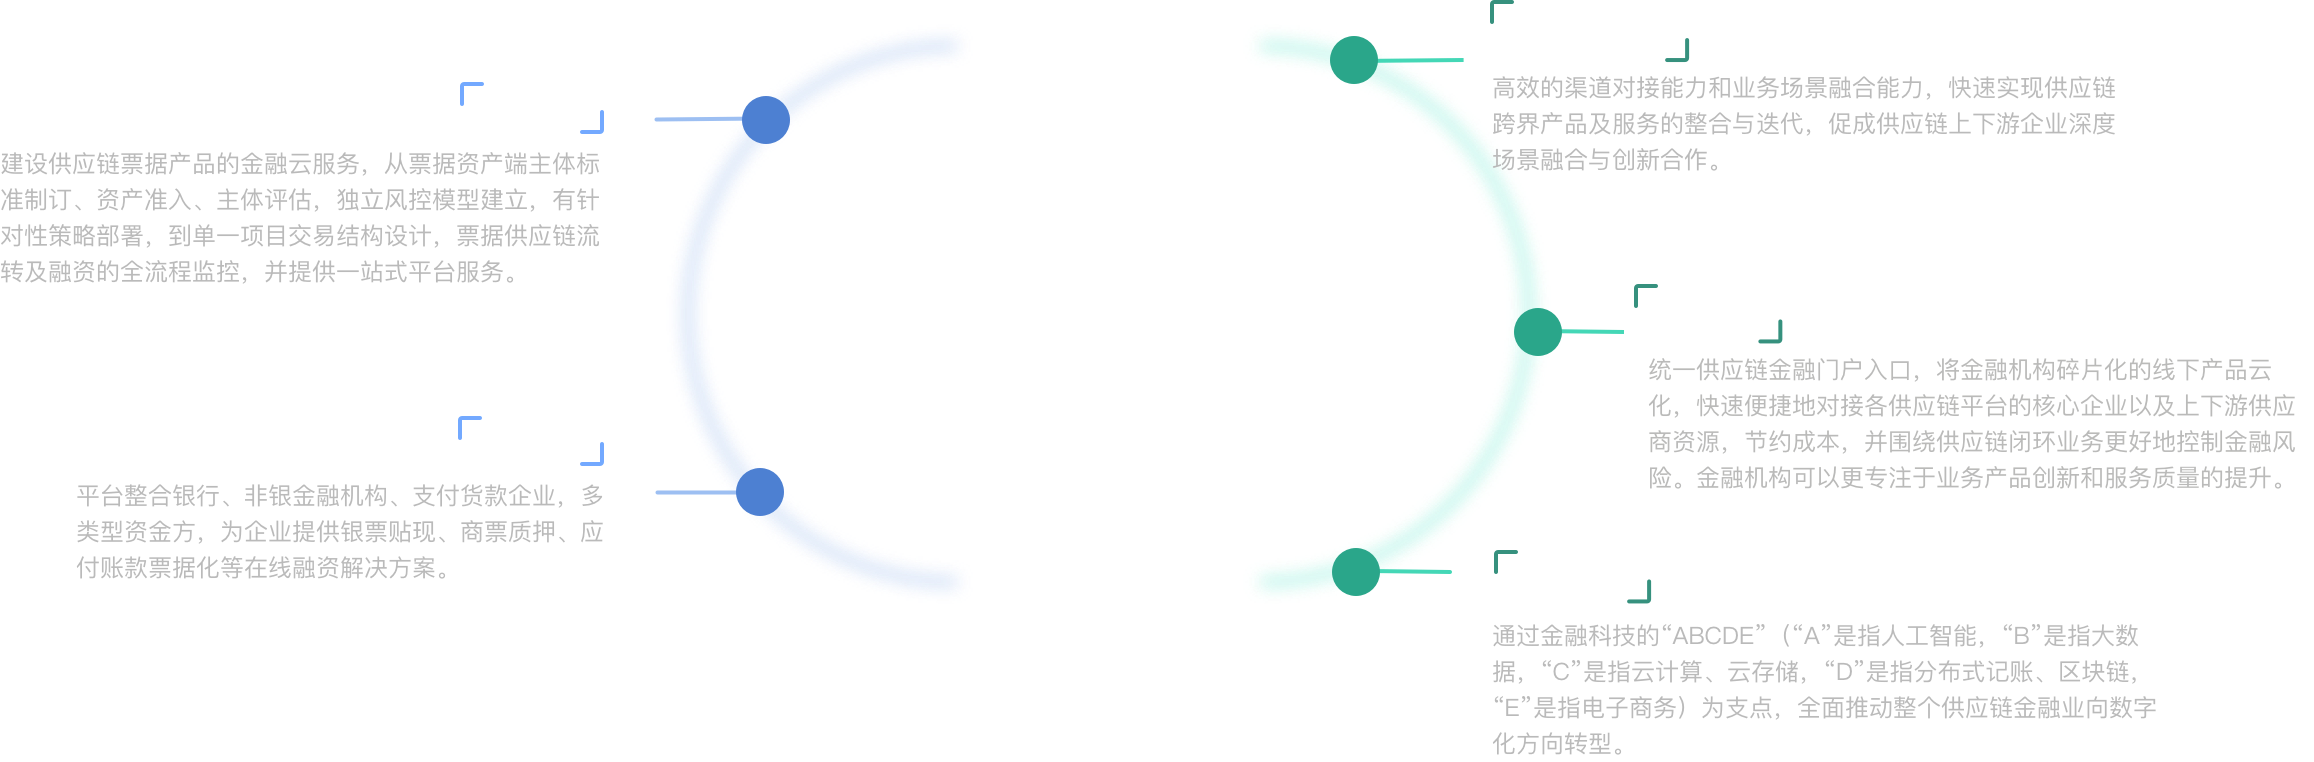 建设供应链票据产品的金融云服务，从票据资产端主体标
准制订、资产准入、主体评估，独立风控模型建立，有针
对性策略部署，到单一项目交易结构设计，票据供应链流
转及融资的全流程监控，并提供一站式平台服务。
平台整合银行、非银金融机构、支付货款企业，多
类型资金方，为企业提供银票贴现、商票质押、应
付账款票据化等在线融资解决方案。
高效的渠道对接能力和业务场景融合能力，快速实现供应链
跨界产品及服务的整合与迭代，促成供应链上下游企业深度
场景融合与创新合作。
统一供应链金融门户入口，将金融机构碎片化的线下产品云
化，快速便捷地对接各供应链平台的核心企业以及上下游供应
商资源，节约成本，并围绕供应链闭环业务更好地控制金融风
险。金融机构可以更专注于业务产品创新和服务质量的提升。
通过金融科技的“ABCDE”（“A”是指人工智能，“B”是指大数
据，“C”是指云计算、云存储，“D”是指分布式记账、区块链，
“E”是指电子商务）为支点，全面推动整个供应链金融业向数字
化方向转型。